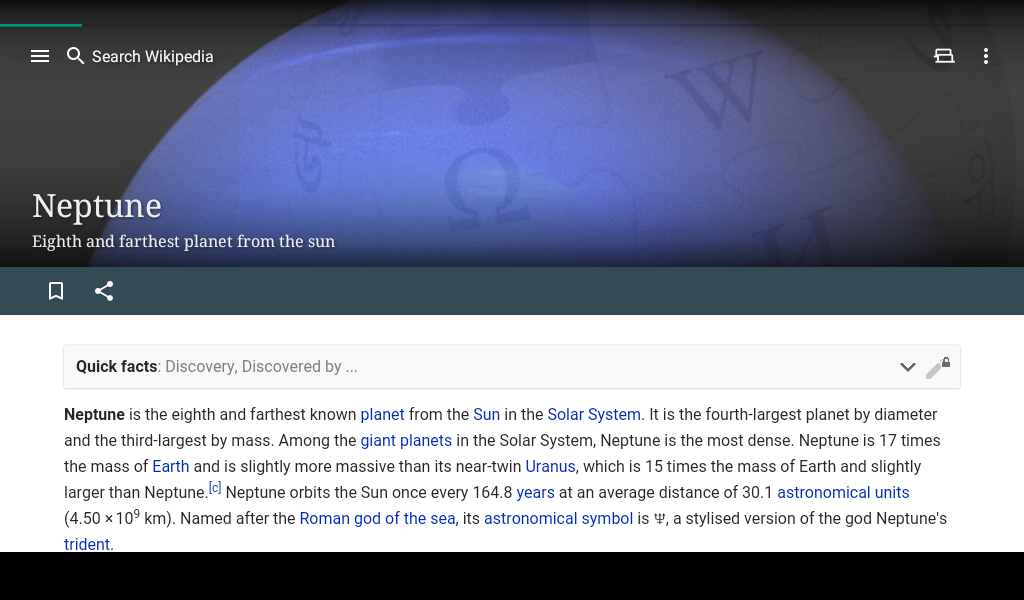 Search Wikipedia
Neptune
Eighth and farthest planet from the sun
Quick facts: Discovery, Discovered by ...
Neptune is the eighth and farthest known planet from the Sun in the Solar System. It is the fourth-largest planet by diameter
and the third-largest by mass. Among the giant planets in the Solar System, Neptune is the most dense. Neptune is 17 times
the mass of Earth and is slightly more massive than its near-twin Uranus, which is 15 times the mass of Earth and slightly
larger than Neptune.[c] Neptune orbits the Sun once every 164.8 years at an average distance of 30.1 astronomical units
(4.50 ×10⁹ km). Named after the Roman god of the sea, its astronomical symbol is ♆, a stylised version of the god Neptune's
trident.